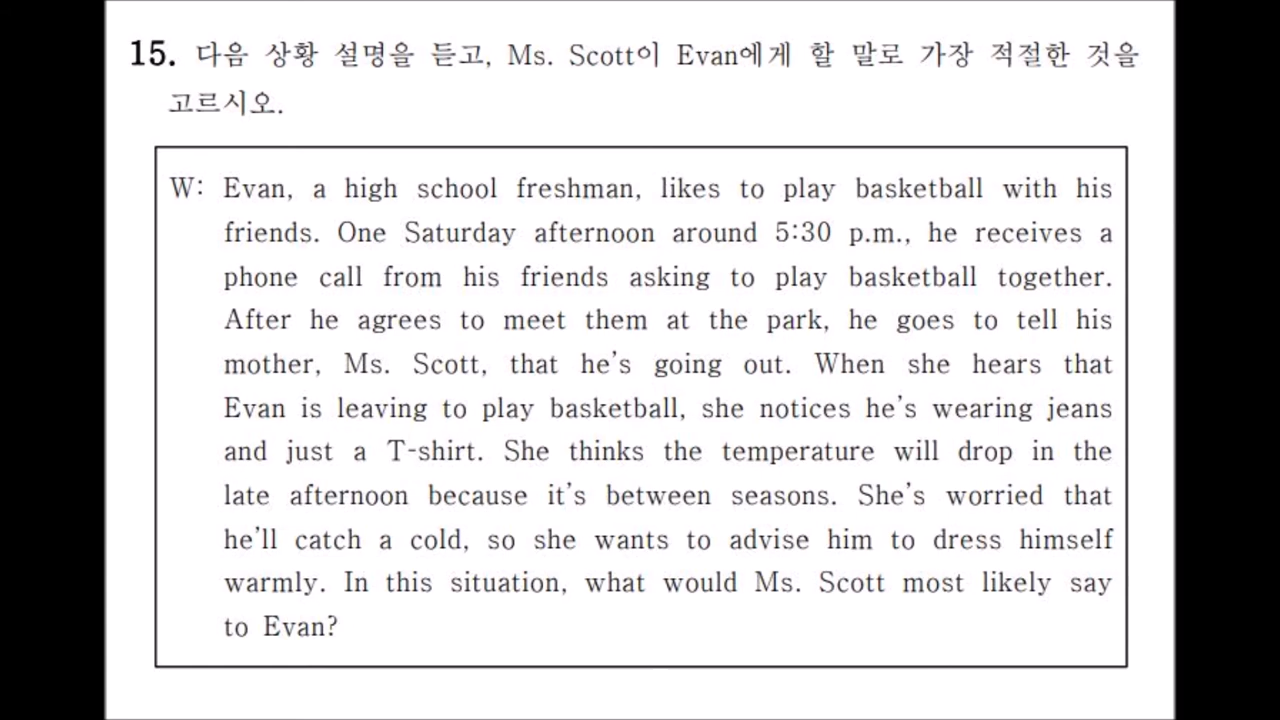 15. 다음 상황 설명을 듣고, Ms. Scott이 Evan에게 할 말로 가장 적절한 것을
고르시오.
W: Evan, a high school freshman, likes to play basketball with his
friends. One Saturday afternoon around 5:30 p.m., he receives a
phone call from his friends asking to play basketball together.
After he agrees to meet them at the park, he goes to tell his
mother, Ms. Scott, that he's going out. When she hears that
Evan is leaving to play basketball, she notices he's wearing jeans
and just a T-shirt. She thinks the temperature will drop in the
late afternoon because it's between seasons. She's worried that
he'll catch a cold, so she wants to advise him to dress himself
warmly. In this situation, what would Ms. Scott most likely say
to Evan?